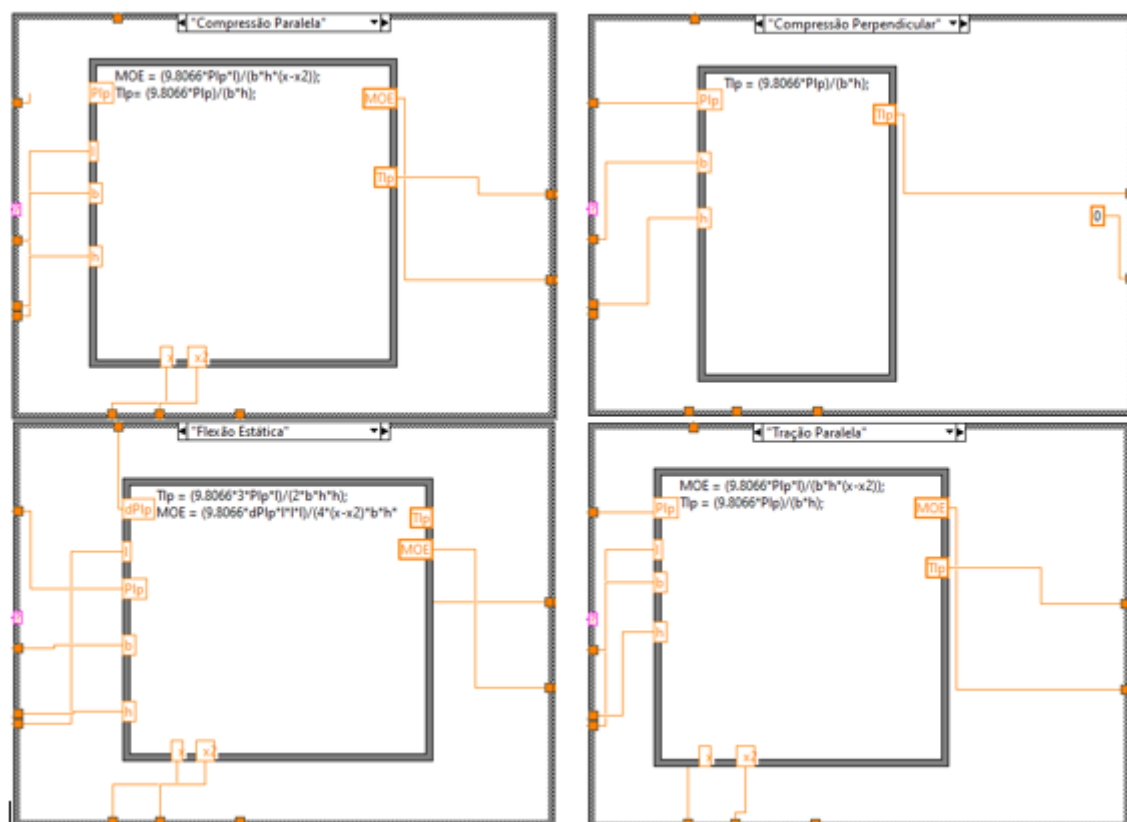 "Compressão Paralela"
MOE = (9.8066*Plp*l)/(b*h*(x-x2));
Tlp= (9.8066*Plp)/(b*h);
Plp
MOE
l
Tlp
b
h
x
x2
"Compressão Perpendicular"
Tlp = (9.8066*Plp)/(b*h);
Plp
Tlp
b
h
0
"Flexão Estática"
Tlp = (9.8066*3*Plp*l)/(2*b*h*h);
MOE = (9.8066*dPlp*l*l*l)/(4*(x-x2)*b*h*
dPlp
Tlp
l
MOE
Plp
b
h
x
x2
"Tração Paralela"
MOE = (9.8066*Plp*l)/(b*h*(x-x2));
Tlp = (9.8066*Plp)/(b*h);
Plp
MOE
l
Tlp
b
h
x
x2